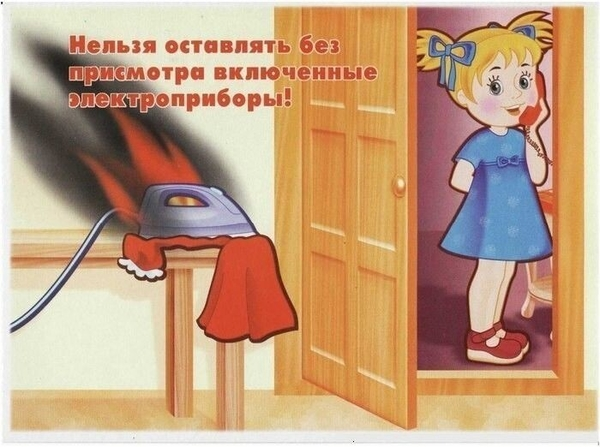 Нельзя оставлять без
присмотра включенные
электроприборы!